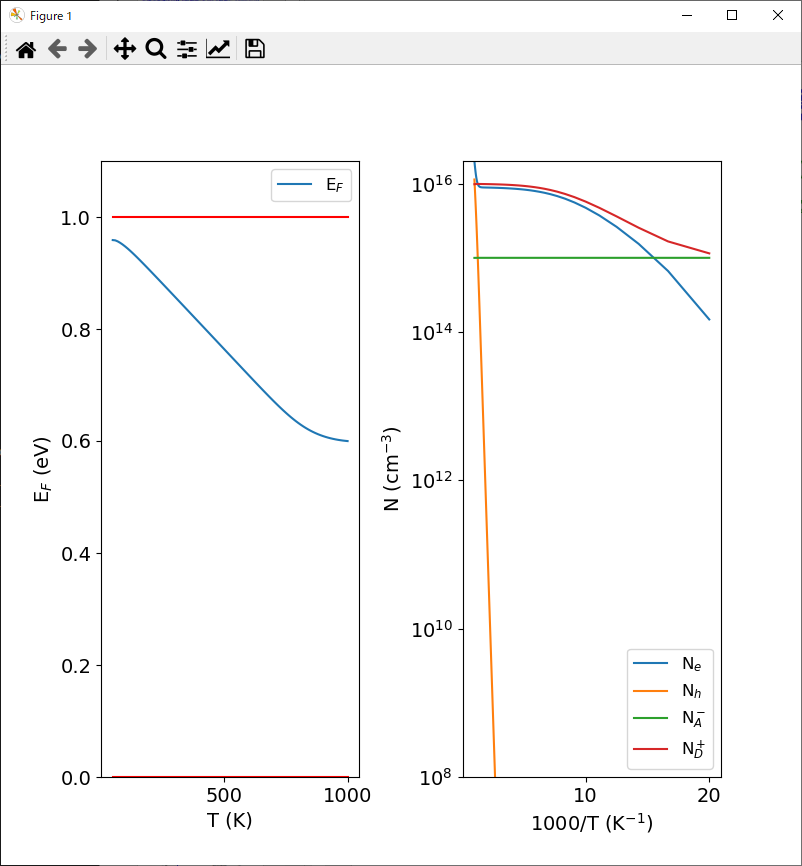 Figure 1
E_F
1.0
0.8
0.6
0.4
0.2
0.0
500 1000
T (K)
E_F (eV)
10^16
10^14
10^12
10^10
10^8
10 20
1000/T (K^−1)
N (cm^−3)
N_e
N_h
N_A^−
N_D^+